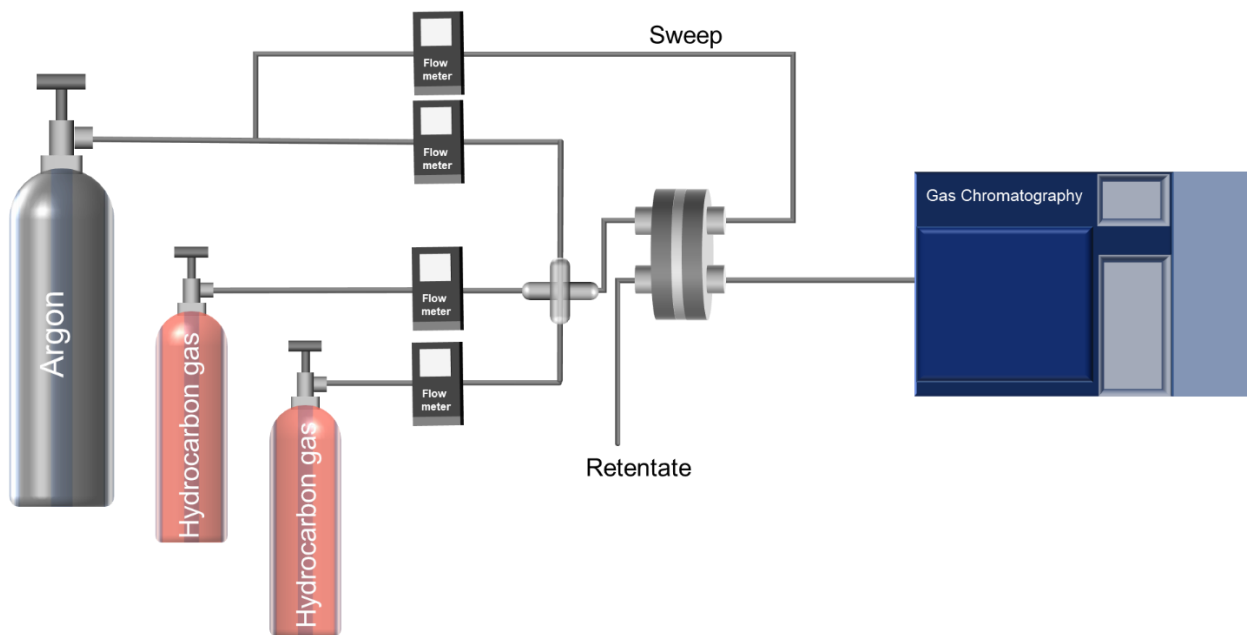 Sweep
Flow
meter
Flow
meter
Gas Chromatography
Argon
Hydrocarbon gas
Flow
meter
Hydrocarbon gas
Flow
meter
Retentate